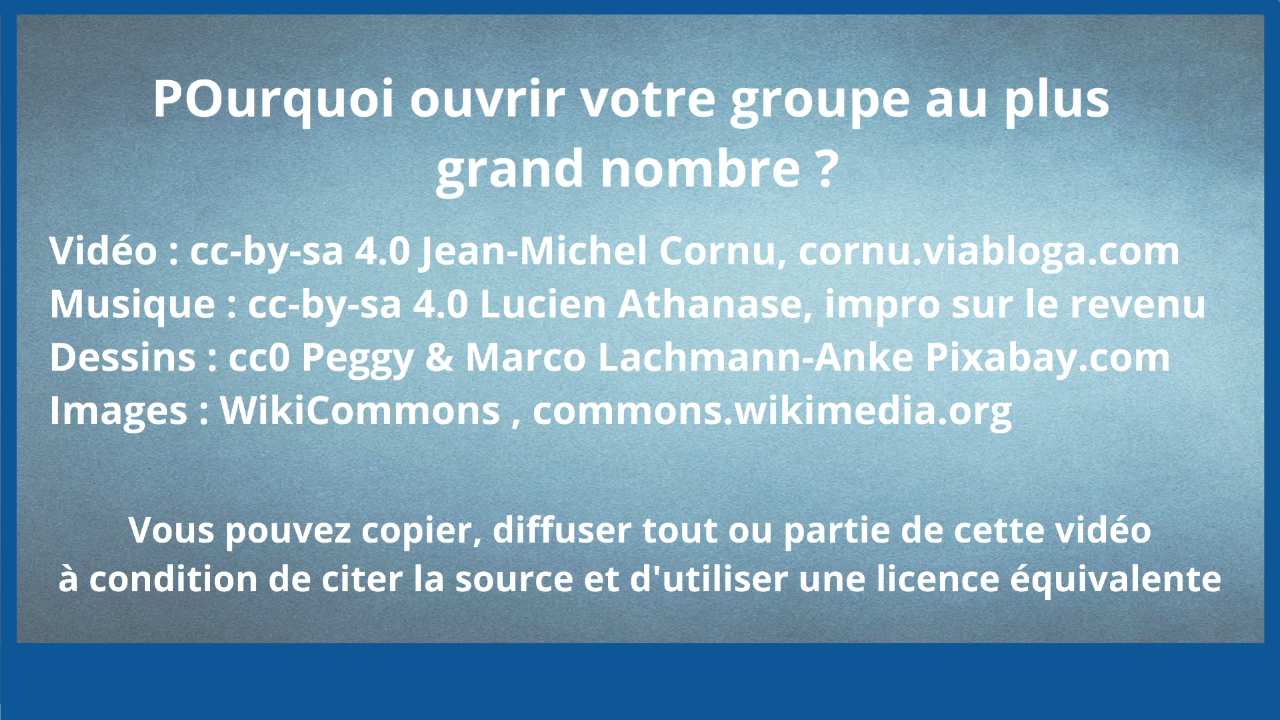 POurquoi ouvrir votre groupe au plus
grand nombre ?
Vidéo : cc-by-sa 4.0 Jean-Michel Cornu, cornu.viabloga.com
Musique : cc-by-sa 4.0 Lucien Athanase, impro sur le revenu
Dessins : cc0 Peggy & Marco Lachmann-Anke Pixabay.com
Images : WikiCommons , commons.wikimedia.org
Vous pouvez copier, diffuser tout ou partie de cette vidéo
à condition de citer la source et d'utiliser une licence équivalente